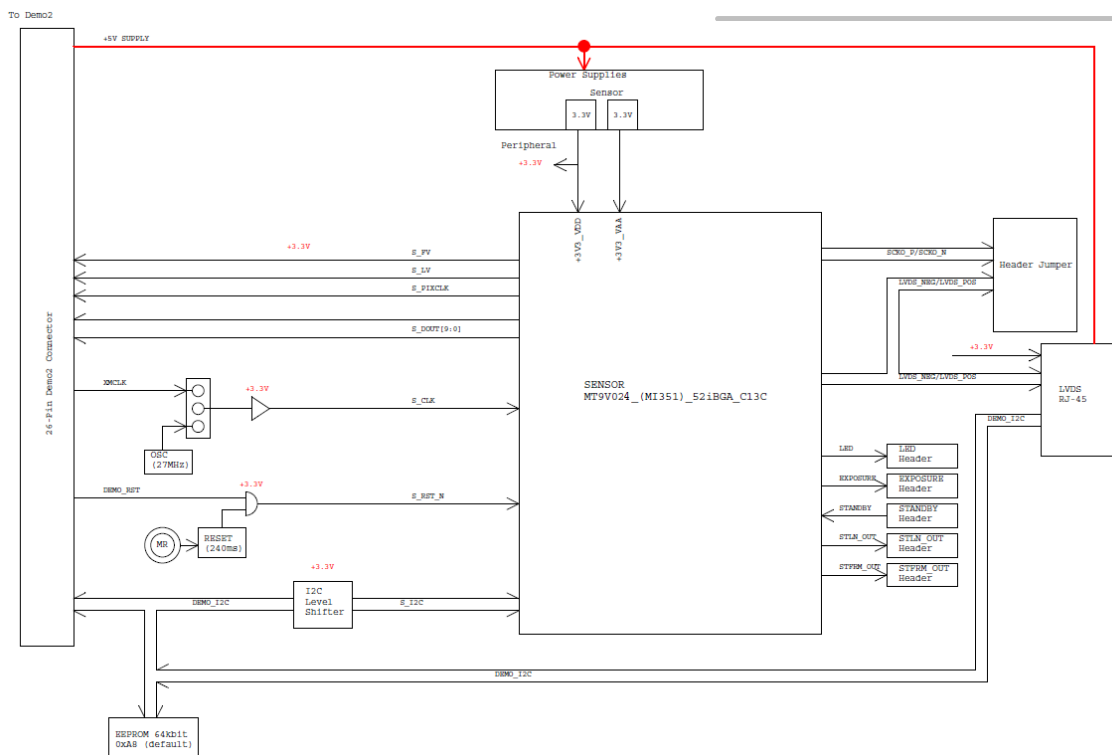 To Demo2
+5V SUPPLY
Power Supplies
Sensor
3.3V
3.3V
Peripheral
+3.3V
+3V3_VDD
+3V3_VAA
26-Pin Demo2 Connector
+3.3V
S_FV
S_LV
S_PIXCLK
S_DOUT[9:0]
XMCLK
+3.3V
S_CLK
OSC
(27MHz)
DEMO_RST
+3.3V
S_RST_N
MR
RESET
(240ms)
+3.3V
I2C
Level
Shifter
DEMO_I2C
S_I2C
SENSOR
MT9V024_(MI351)_52iBGA_C13C
SCKO_P/SCKO_N
Header Jumper
LVDS_NEG/LVDS_POS
+3.3V
LVDS_NEG/LVDS_POS
LVDS
RJ-45
DEMO_I2C
LED
LED
Header
EXPOSURE
EXPOSURE
Header
STANDBY
STANDBY
Header
STLN_OUT
STLN_OUT
Header
STFRM_OUT
STFRM_OUT
Header
DEMO_I2C
EEPROM 64kbit
0xA8 (default)